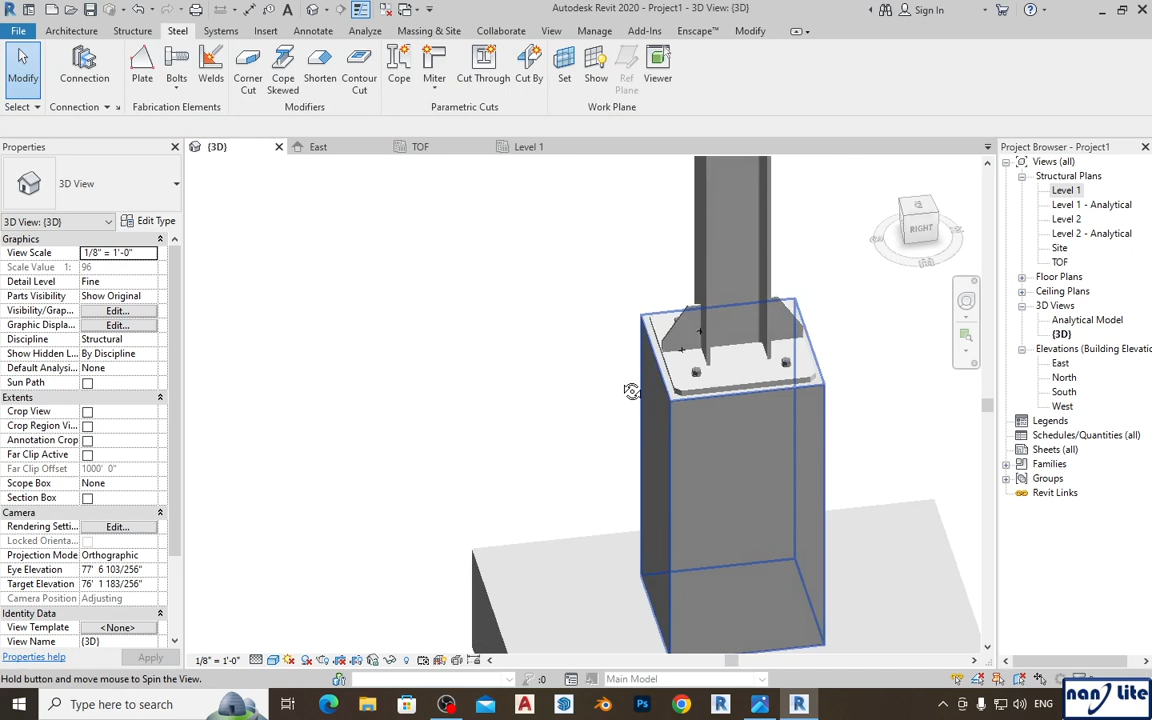 Autodesk Revit 2020 - Project1 - 3D View: {3D}
Sign In
File Architecture Structure Steel Systems Insert Annotate Analyze Massing & Site Collaborate View Manage Add-Ins Enscape™ Modify
Modify Connection Plate Bolts Welds Corner Cut Cope Skewed Shorten Contour Cut Cope Miter Cut Through Cut By Set Show Ref Plane Viewer
Select Connection Fabrication Elements Modifiers Parametric Cuts Work Plane
Properties
{3D} East TOF Level 1
Project Browser - Project1
3D View
3D View: {3D} Edit Type
Graphics
View Scale 1/8" = 1'-0"
Scale Value 1: 96
Detail Level Fine
Parts Visibility Show Original
Visibility/Grap... Edit...
Graphic Displa... Edit...
Discipline Structural
Show Hidden L... By Discipline
Default Analysi... None
Sun Path
Extents
Crop View
Crop Region Vi...
Annotation Crop
Far Clip Active
Far Clip Offset 1000' 0"
Scope Box None
Section Box
Camera
Rendering Setti... Edit...
Locked Orienta...
Projection Mode Orthographic
Eye Elevation 77' 6 103/256"
Target Elevation 76' 1 183/256"
Camera Position Adjusting
Identity Data
View Template <None>
View Name {3D}
Properties help Apply
RIGHT
Views (all)
Structural Plans
Level 1
Level 1 - Analytical
Level 2
Level 2 - Analytical
Site
TOF
Floor Plans
Ceiling Plans
3D Views
Analytical Model
{3D}
Elevations (Building Elevatio
East
North
South
West
Legends
Schedules/Quantities (all)
Sheets (all)
Families
Groups
Revit Links
1/8" = 1'-0"
Hold button and move mouse to Spin the View.
:0
Main Model
Type here to search
ENG
nan2lite